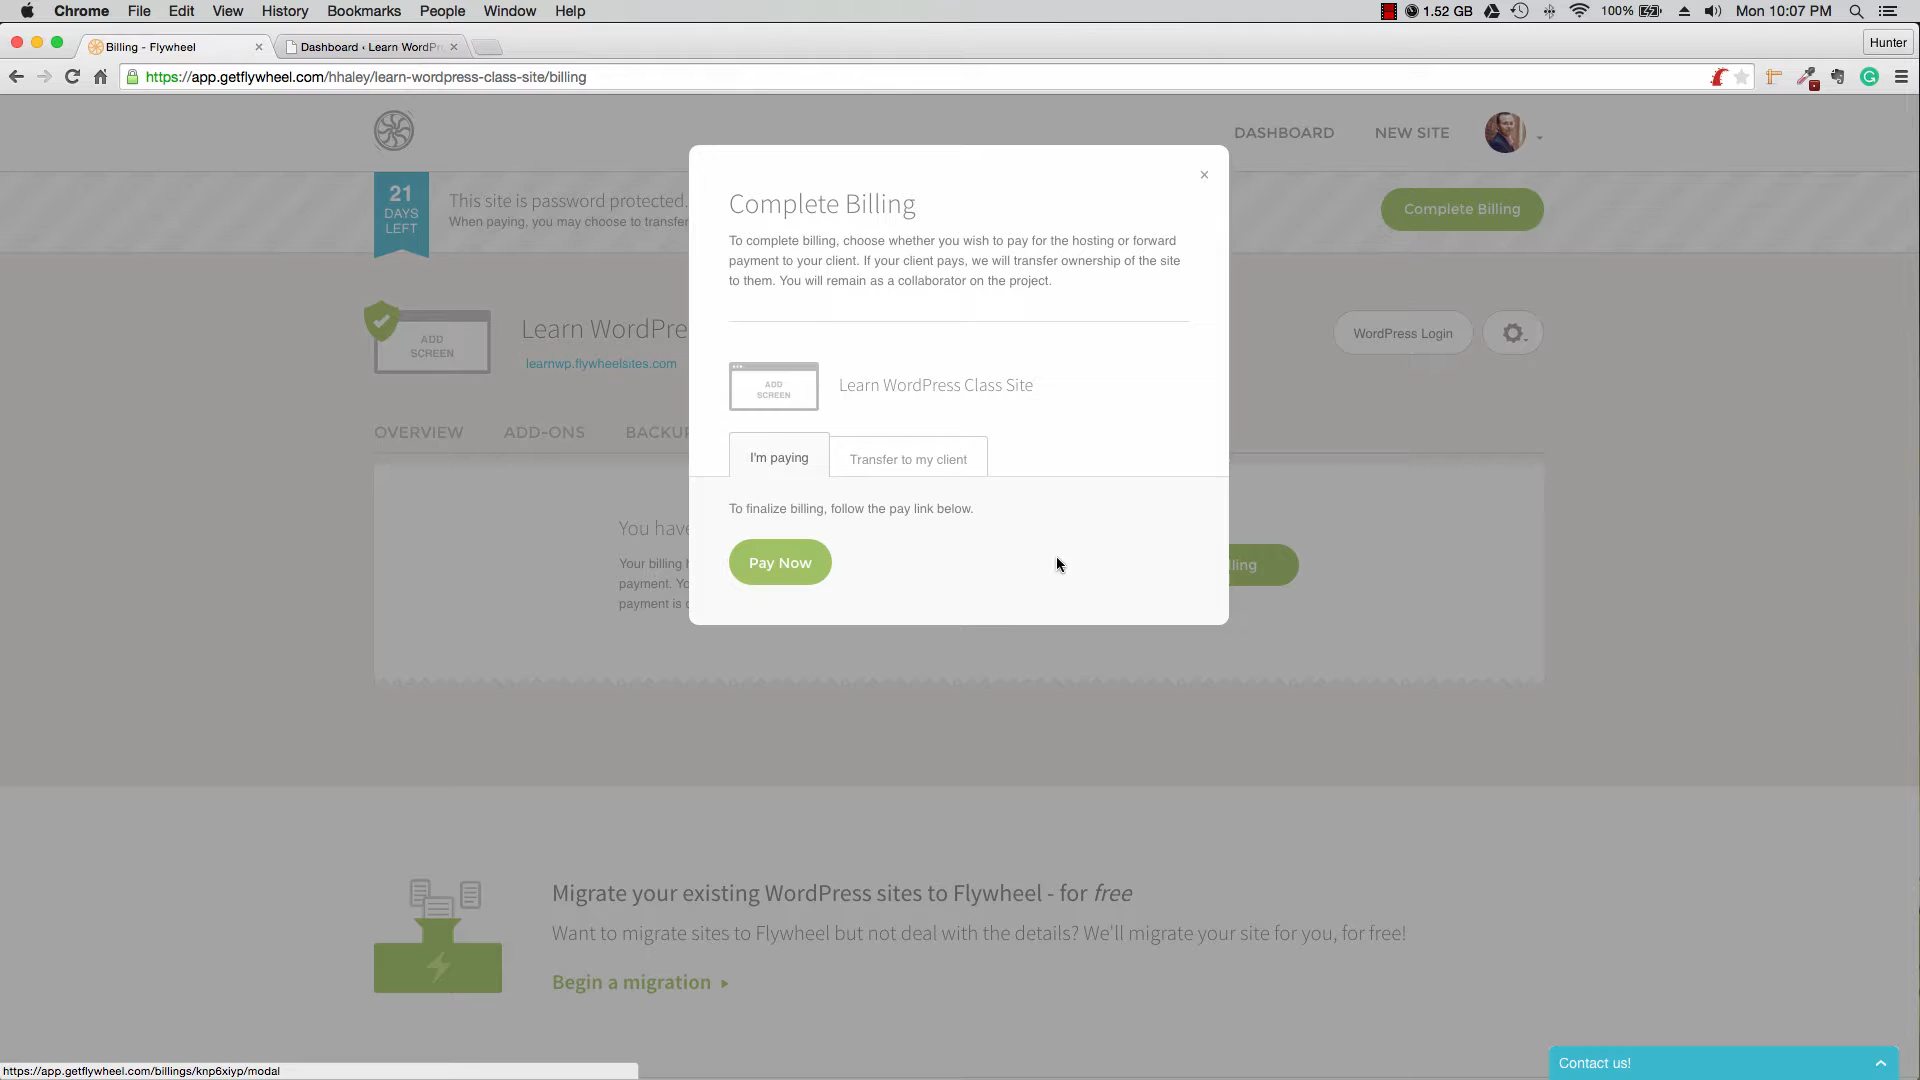 Chrome File Edit View History Bookmarks People Window Help
1.52 GB 100% Mon 10:07 PM
Billing - Flywheel
Dashboard ‹ Learn WordPr
Hunter
https://app.getflywheel.com/hhaley/learn-wordpress-class-site/billing
DASHBOARD NEW SITE
21
DAYS
LEFT
This site is password protected.
When paying, you may choose to transfer
Complete Billing
Complete Billing
×
To complete billing, choose whether you wish to pay for the hosting or forward
payment to your client. If your client pays, we will transfer ownership of the site
to them. You will remain as a collaborator on the project.
ADD
SCREEN
Learn WordPre
learnwp.flywheelsites.com
WordPress Login
ADD
SCREEN
Learn WordPress Class Site
OVERVIEW ADD-ONS BACKU
I'm paying
Transfer to my client
To finalize billing, follow the pay link below.
Pay Now
You have
Your billing
payment. Yo
payment is
lling
Migrate your existing WordPress sites to Flywheel - for free
Want to migrate sites to Flywheel but not deal with the details? We'll migrate your site for you, for free!
Begin a migration
Contact us!
https://app.getflywheel.com/billings/knp6xiyp/modal